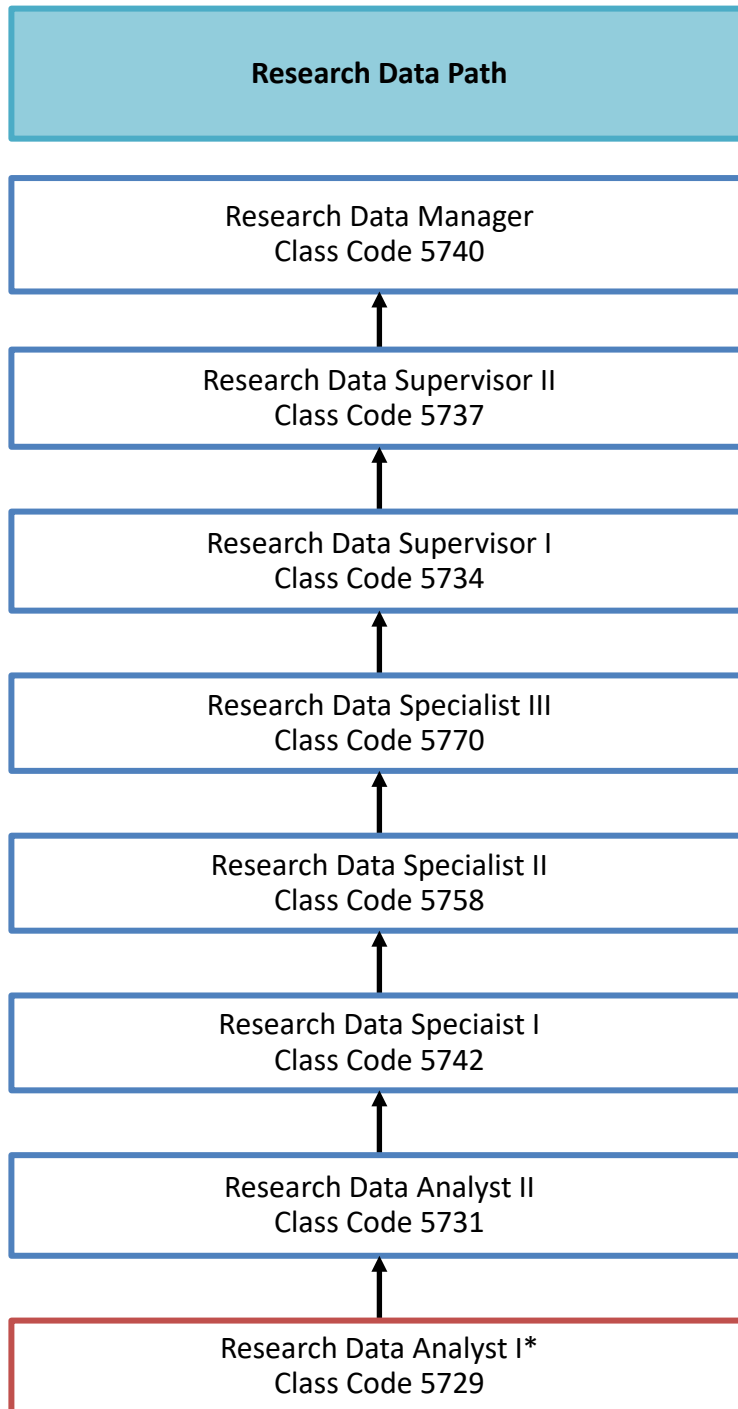 Research Data Path
Research Data Manager
Class Code 5740
Research Data Supervisor II
Class Code 5737
Research Data Supervisor I
Class Code 5734
Research Data Specialist III
Class Code 5770
Research Data Specialist II
Class Code 5758
Research Data Speciaist I
Class Code 5742
Research Data Analyst II
Class Code 5731
Research Data Analyst I*
Class Code 5729